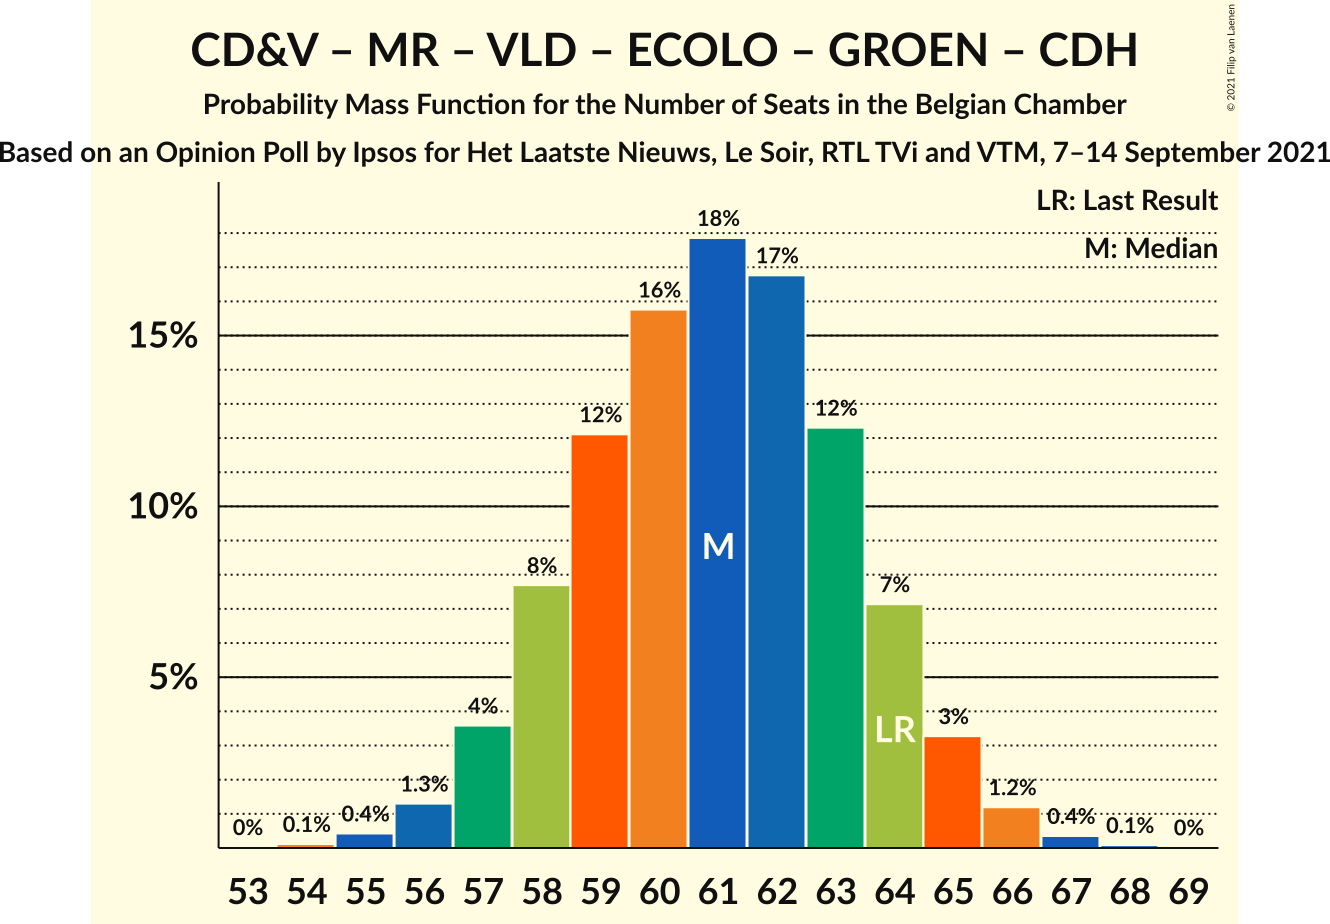 CD&V – MR – VLD – ECOLO – GROEN – CDH
Probability Mass Function for the Number of Seats in the Belgian Chamber
Based on an Opinion Poll by Ipsos for Het Laatste Nieuws, Le Soir, RTL TVi and VTM, 7–14 September 2021
© 2021 Filip van Laenen
LR: Last Result
M: Median
15%
10%
5%
0% 0.1% 0.4% 1.3% 4% 8% 12% 16% 18% 17% 12% 7% 3% 1.2% 0.4% 0.1% 0%
M
LR
53 54 55 56 57 58 59 60 61 62 63 64 65 66 67 68 69